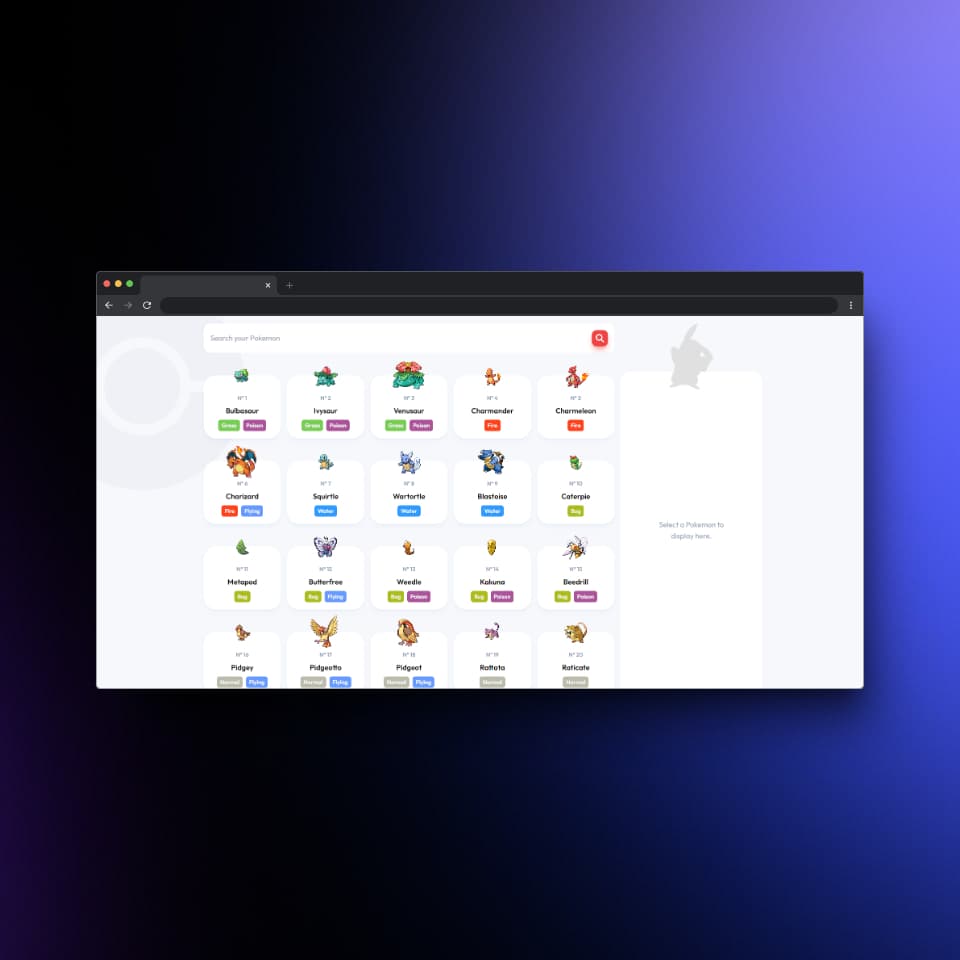 Search your Pokemon
N° 1
Bulbasaur
Grass Poison
N° 2
Ivysaur
Grass Poison
N° 3
Venusaur
Grass Poison
N° 4
Charmander
Fire
N° 5
Charmeleon
Fire
N° 6
Charizard
Fire Flying
N° 7
Squirtle
Water
N° 8
Wartortle
Water
N° 9
Blastoise
Water
N° 10
Caterpie
Bug
N° 11
Metapod
Bug
N° 12
Butterfree
Bug Flying
N° 13
Weedle
Bug Poison
N° 14
Kakuna
Bug Poison
N° 15
Beedrill
Bug Poison
N° 16
Pidgey
Normal Flying
N° 17
Pidgeotto
Normal Flying
N° 18
Pidgeot
Normal Flying
N° 19
Rattata
Normal
N° 20
Raticate
Normal
Select a Pokemon to
display here.